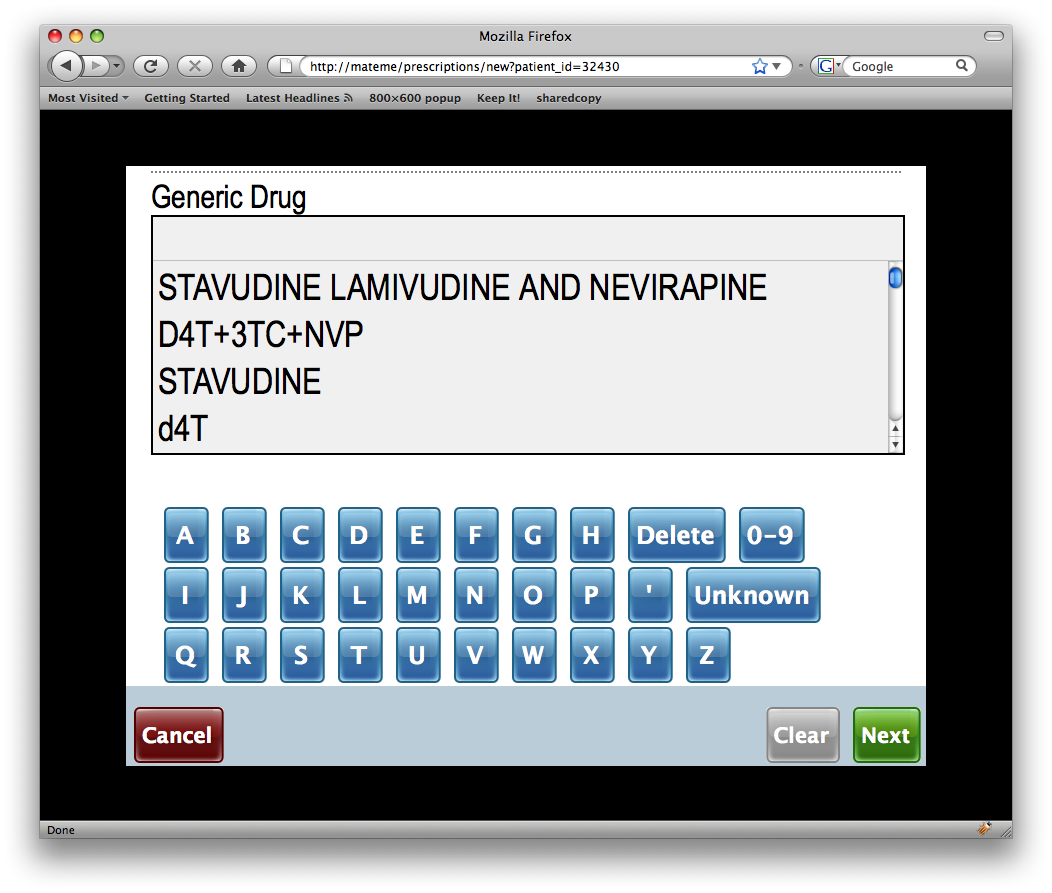 Mozilla Firefox
http://mateme/prescriptions/new?patient_id=32430
G Google
Most Visited Getting Started Latest Headlines 800×600 popup Keep It! sharedcopy
Generic Drug
STAVUDINE LAMIVUDINE AND NEVIRAPINE
D4T+3TC+NVP
STAVUDINE
d4T
A B C D E F G H Delete 0-9
I J K L M N O P ' Unknown
Q R S T U V W X Y Z
Cancel Clear Next
Done